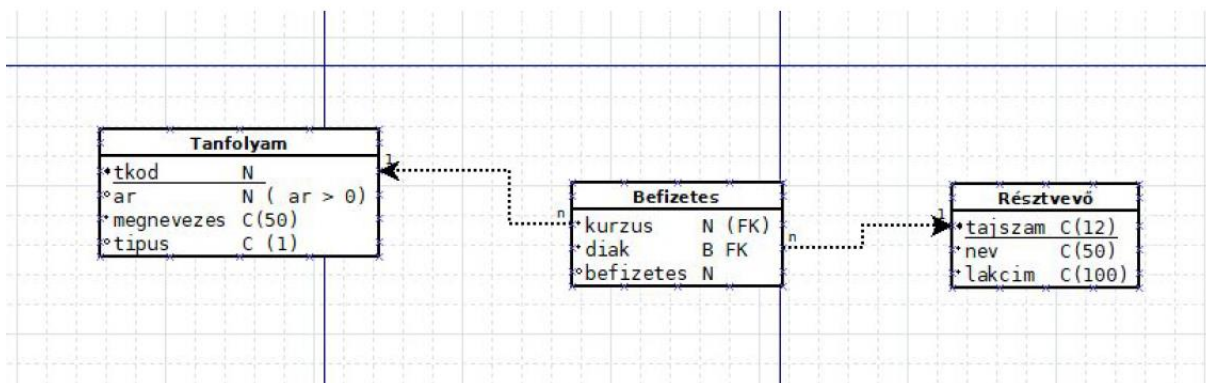 Tanfolyam
tkod N
ar N ( ar > 0)
megnevezes C(50)
tipus C (1)
1
n
Befizetes
kurzus N (FK)
diak B FK
befizetes N
n
1
Résztvevő
tajszam C(12)
nev C(50)
lakcim C(100)